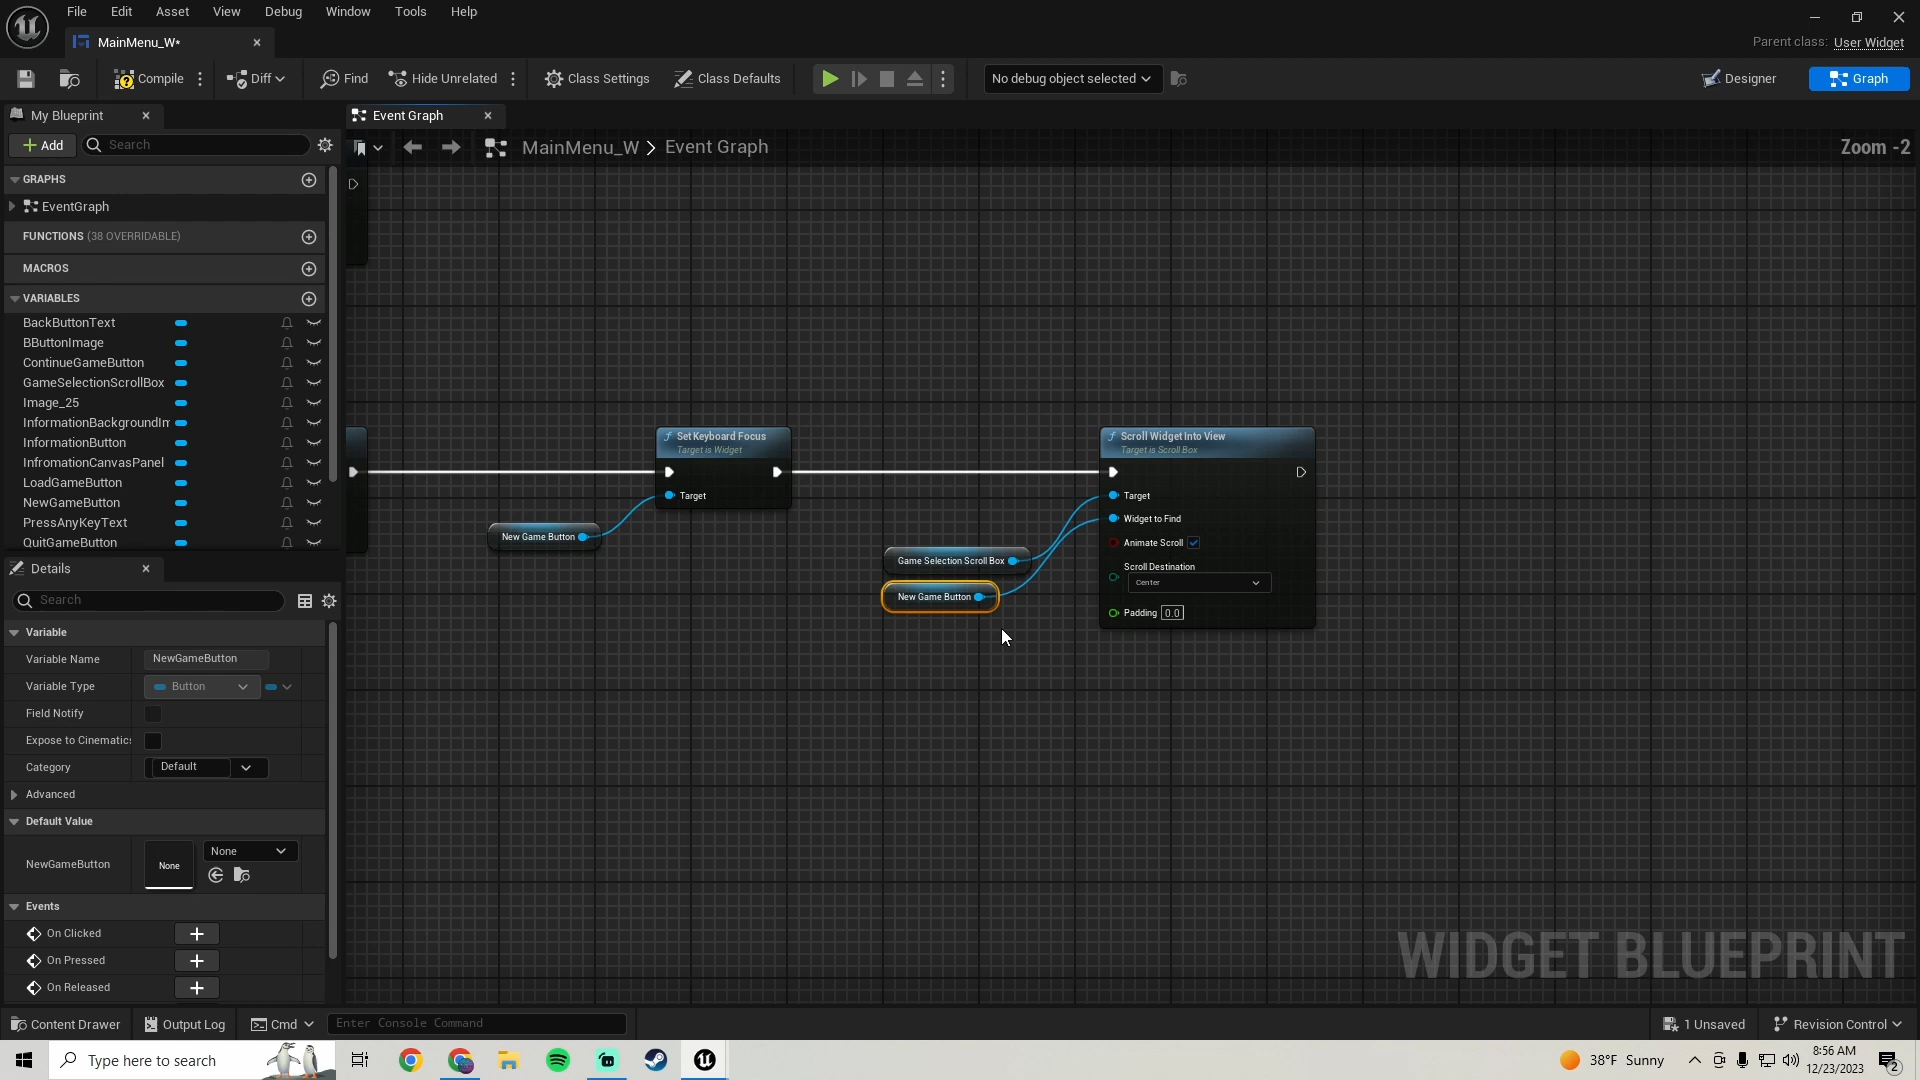 File Edit Asset View Debug Window Tools Help
MainMenu_W*
Parent class: User Widget
Compile Diff Find Hide Unrelated Class Settings Class Defaults No debug object selected Designer Graph
My Blueprint
Event Graph
Add Search
MainMenu_W > Event Graph
Zoom -2
GRAPHS
EventGraph
FUNCTIONS (38 OVERRIDABLE)
MACROS
VARIABLES
BackButtonText
BButtonImage
ContinueGameButton
GameSelectionScrollBox
Image_25
InformationBackgroundIm
InformationButton
InfromationCanvasPanel
LoadGameButton
NewGameButton
PressAnyKeyText
QuitGameButton
Set Keyboard Focus
Target is Widget
Target
New Game Button
Scroll Widget Into View
Target is Scroll Box
Target
Widget to Find
Animate Scroll
Scroll Destination
Center
Padding 0.0
Game Selection Scroll Box
New Game Button
Details
Search
Variable
Variable Name NewGameButton
Variable Type Button
Field Notify
Expose to Cinematics
Category Default
Advanced
Default Value
NewGameButton None None
Events
On Clicked
On Pressed
On Released
WIDGET BLUEPRINT
Content Drawer Output Log Cmd Enter Console Command 1 Unsaved Revision Control
Type here to search
38°F Sunny
8:56 AM
12/23/2023
2